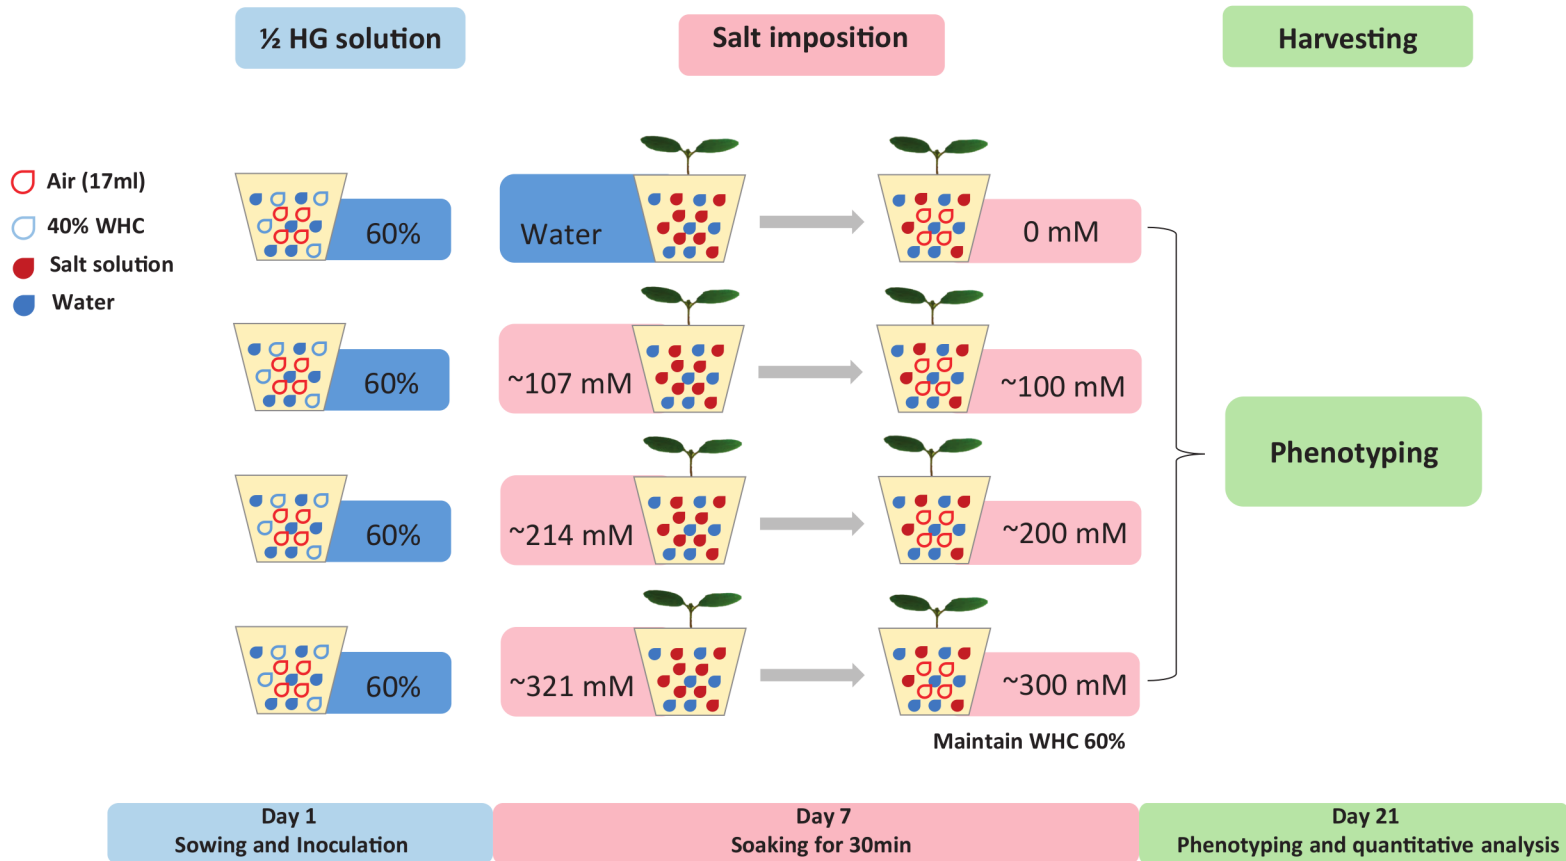 ½ HG solution
Salt imposition
Harvesting
Air (17ml)
40% WHC
Salt solution
Water
60%
Water
0 mM
60%
~107 mM
~100 mM
60%
~214 mM
~200 mM
60%
~321 mM
~300 mM
Phenotyping
Maintain WHC 60%
Day 1
Sowing and Inoculation
Day 7
Soaking for 30min
Day 21
Phenotyping and quantitative analysis